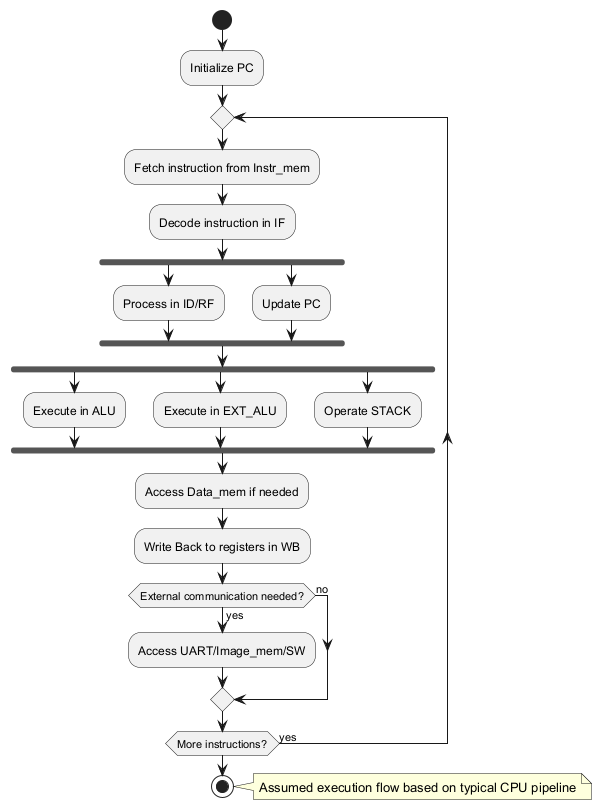 Initialize PC
Fetch instruction from Instr_mem
Decode instruction in IF
Process in ID/RF
Update PC
Execute in ALU
Execute in EXT_ALU
Operate STACK
Access Data_mem if needed
Write Back to registers in WB
External communication needed?
no
yes
Access UART/Image_mem/SW
More instructions?
yes
Assumed execution flow based on typical CPU pipeline